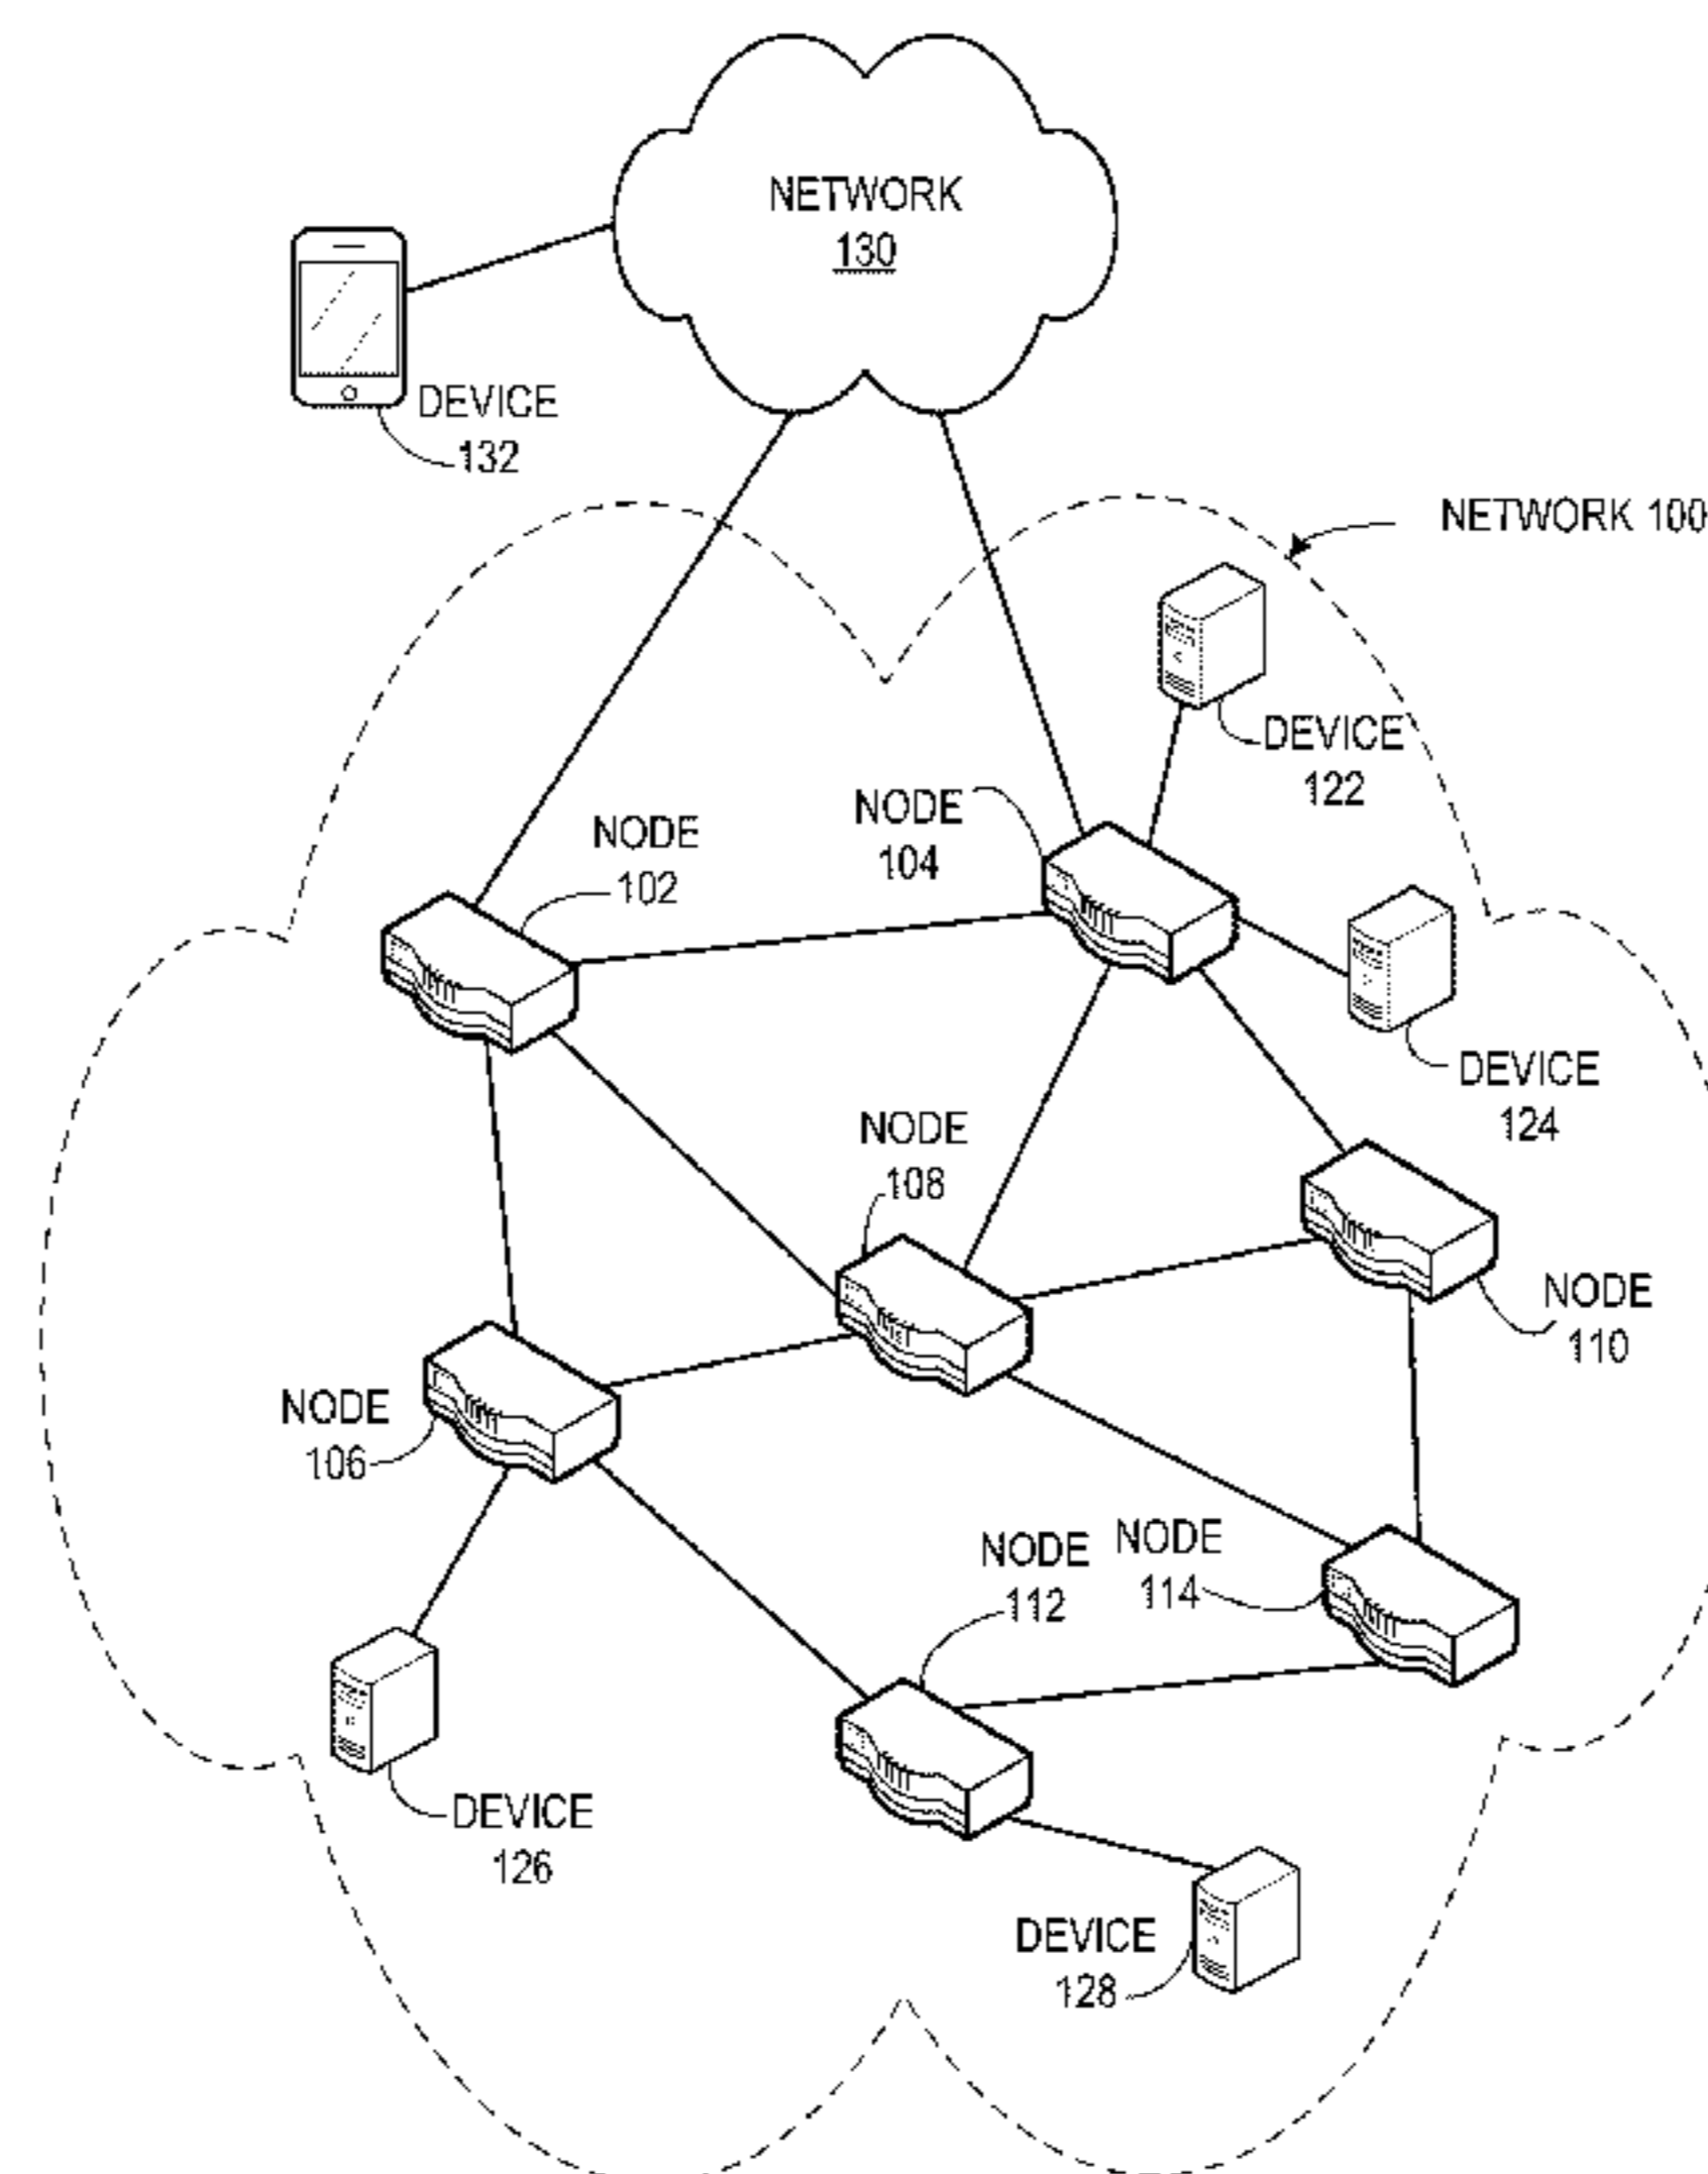 NETWORK
130
DEVICE
132
NETWORK 100
DEVICE
122
NODE
104
NODE
102
DEVICE
124
NODE
108
NODE
110
NODE
106
NODE
112
NODE
114
DEVICE
126
DEVICE
128